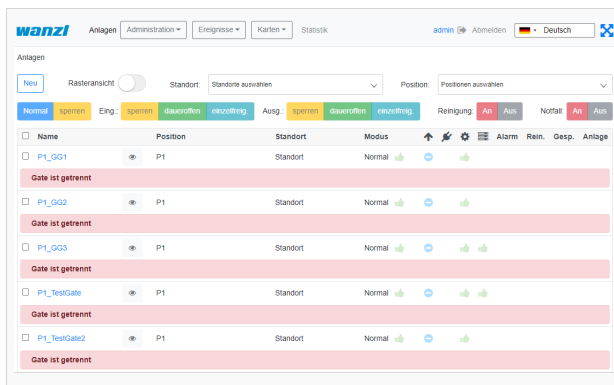 wanzl Anlagen Administration Ereignisse Karten Statistik admin Abmelden Deutsch
Anlagen
Neu Rasteransicht Standort: Standorte auswählen Position: Positionen auswählen
Normal sperren Eing.: sperren daueroffen einzelfreig. Ausg.: sperren daueroffen einzelfreig. Reinigung: An Aus Notfall: An Aus
Name Position Standort Modus Alarm Rein. Gesp. Anlage
P1_GG1 P1 Standort Normal
Gate ist getrennt
P1_GG2 P1 Standort Normal
Gate ist getrennt
P1_GG3 P1 Standort Normal
Gate ist getrennt
P1_TestGate P1 Standort Normal
Gate ist getrennt
P1_TestGate2 P1 Standort Normal
Gate ist getrennt